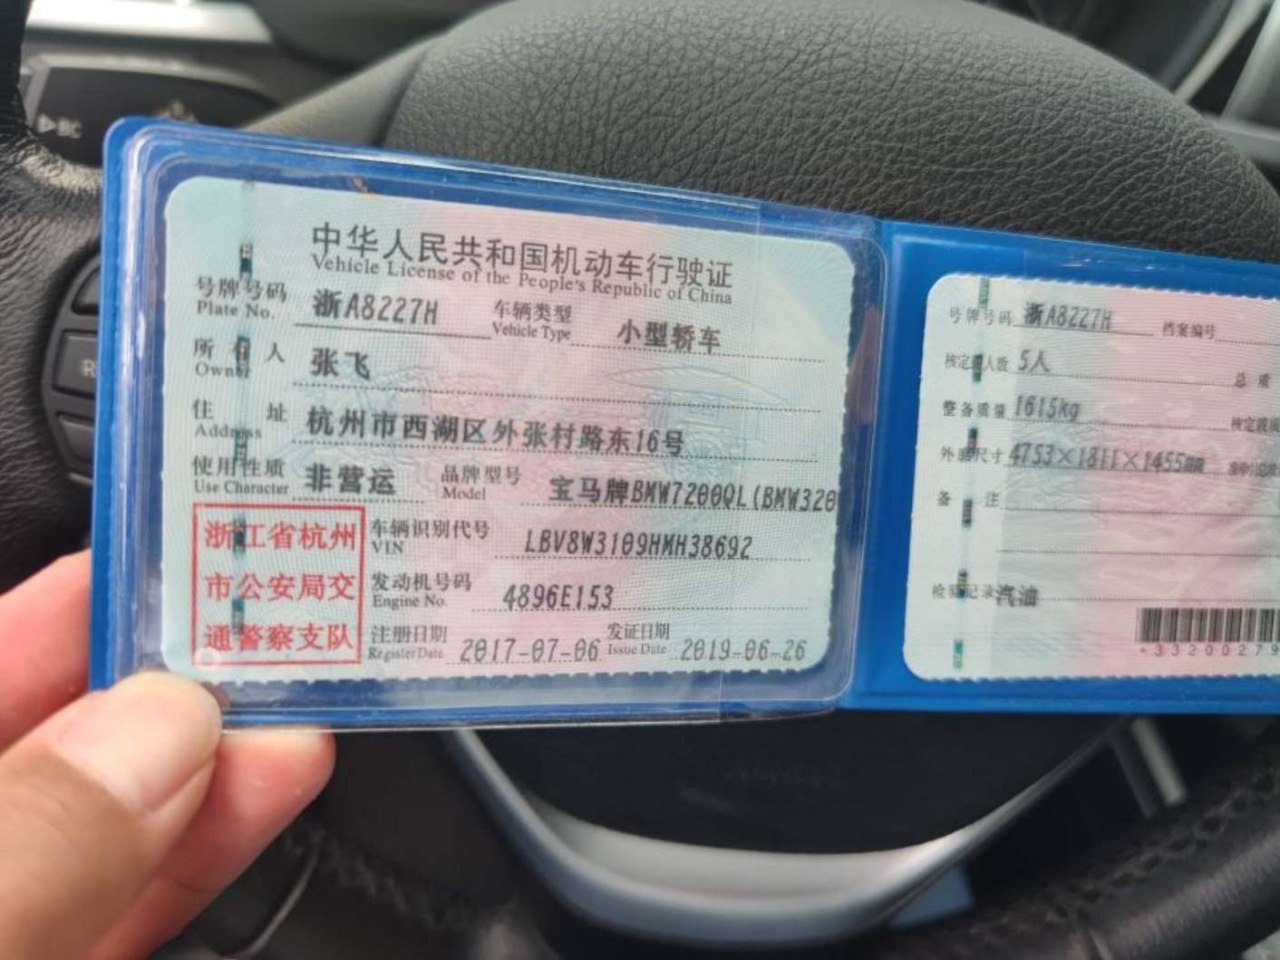 BC
中华人民共和国机动车行驶证
Vehicle License of the People's Republic of China
号牌号码 浙A8227H 车辆类型 小型轿车
Plate No. Vehicle Type
所有人 张飞
Owner
住址 杭州市西湖区外张村路东16号
Address
使用性质 非营运 品牌型号 宝马牌BMW7200QL(BMW320
Use Character Model
浙江省杭州
市公安局交
通警察支队
车辆识别代号 LBV8W3109HMH38692
VIN
发动机号码 4896E153
Engine No.
注册日期 2017-07-06 发证日期 2019-06-26
Register Date Issue Date
号牌号码 浙A8227H 档案编号
核定载人数 5人 总质
整备质量 1615kg 核定载质
外廓尺寸 4753×1811×1455mm
备注
检验记录 汽油
*33200279